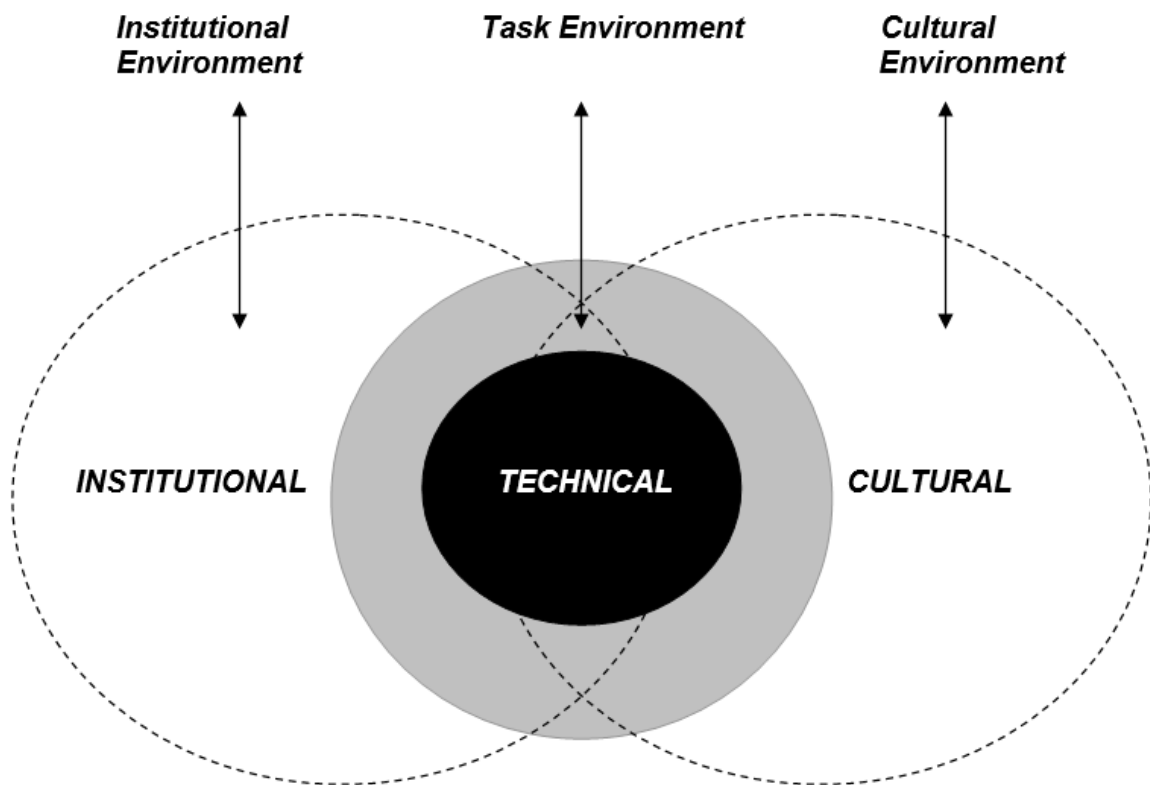 Institutional
Environment
Task Environment
Cultural
Environment
INSTITUTIONAL
TECHNICAL
CULTURAL